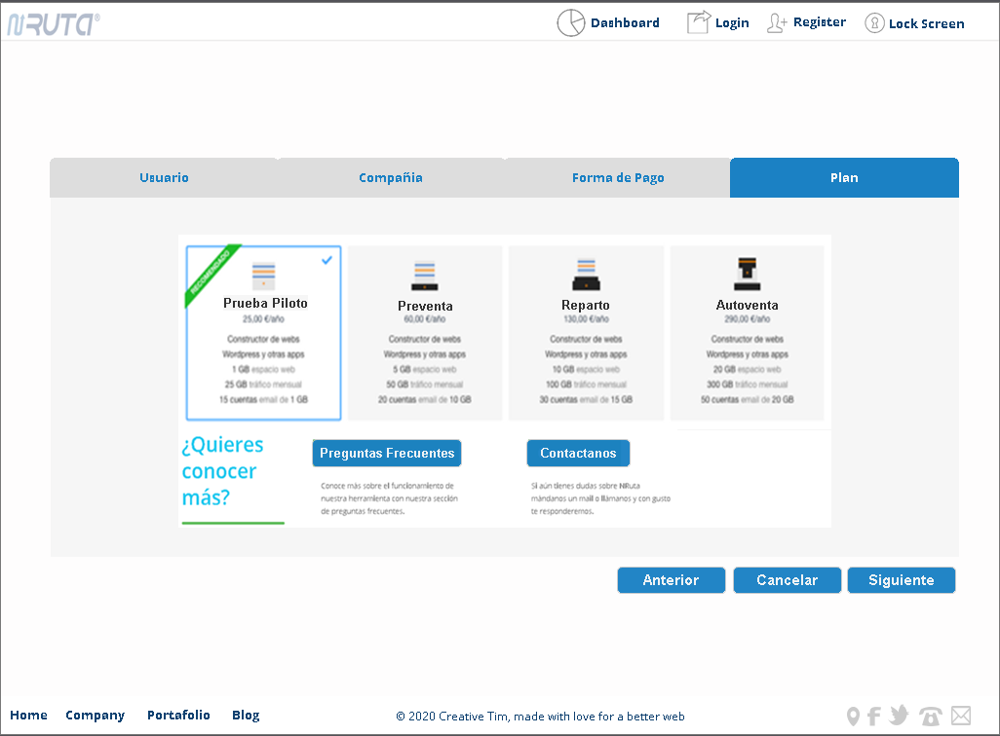 NRUTA®
Dashboard
Login
Register
Lock Screen
Usuario
Compañia
Forma de Pago
Plan
RECOMENDADO
Prueba Piloto
25,00 €/año
Constructor de webs
Wordpress y otras apps
1 GB espacio web
25 GB tráfico mensual
15 cuentas email de 1 GB
Preventa
60,00 €/año
Constructor de webs
Wordpress y otras apps
5 GB espacio web
50 GB tráfico mensual
20 cuentas email de 10 GB
Reparto
130,00 €/año
Constructor de webs
Wordpress y otras apps
10 GB espacio web
100 GB tráfico mensual
30 cuentas email de 15 GB
Autoventa
290,00 €/año
Constructor de webs
Wordpress y otras apps
20 GB espacio web
300 GB tráfico mensual
50 cuentas email de 20 GB
¿Quieres
conocer
más?
Preguntas Frecuentes
Conoce más sobre el funcionamiento de
nuestra herramienta con nuestra sección
de preguntas frecuentes.
Contactanos
Si aún tienes dudas sobre NRuta
mándanos un mail o llámanos y con gusto
te responderemos.
Anterior
Cancelar
Siguiente
Home
Company
Portafolio
Blog
© 2020 Creative Tim, made with love for a better web